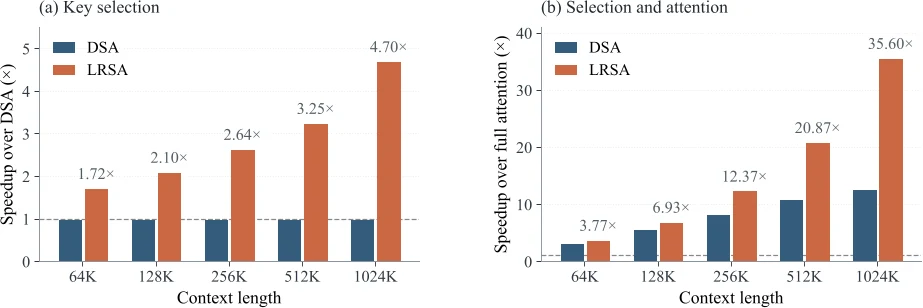 (a) Key selection
Speedup over DSA (×)
5
4
3
2
1
0
DSA
LRSA
1.72×
2.10×
2.64×
3.25×
4.70×
64K
128K
256K
512K
1024K
Context length
(b) Selection and attention
Speedup over full attention (×)
40
30
20
10
0
DSA
LRSA
3.77×
6.93×
12.37×
20.87×
35.60×
64K
128K
256K
512K
1024K
Context length